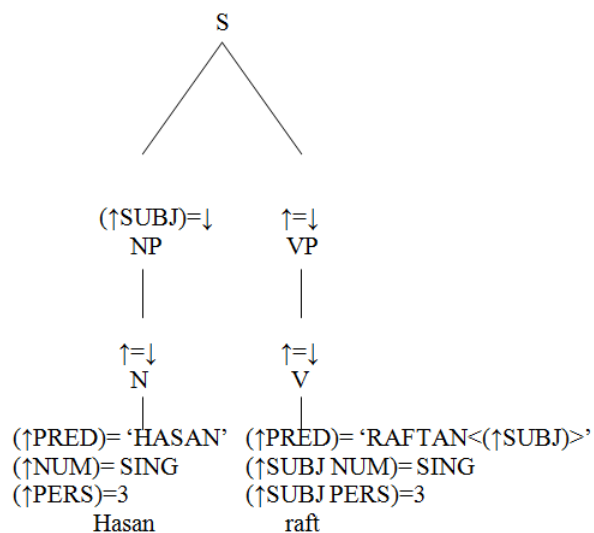 S
(↑SUBJ)=↓ ↑=↓
NP VP
↑=↓ ↑=↓
N V
(↑PRED)= ‘HASAN’ (↑PRED)= ‘RAFTAN<(↑SUBJ)>’
(↑NUM)= SING (↑SUBJ NUM)= SING
(↑PERS)=3 (↑SUBJ PERS)=3
Hasan raft